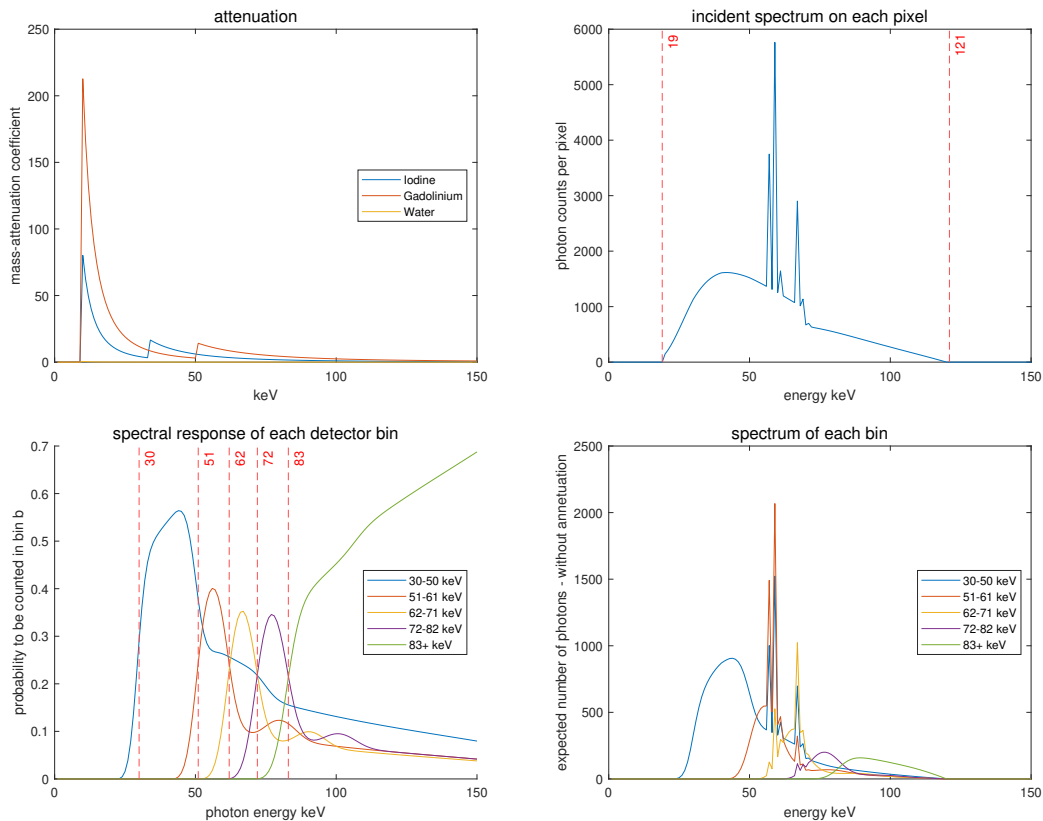 attenuation
mass-attenuation coefficient
250
200
150
100
50
0
Iodine
Gadolinium
Water
0 50 100 150
keV
incident spectrum on each pixel
photon counts per pixel
6000
5000
4000
3000
2000
1000
0
19
121
0 50 100 150
energy keV
spectral response of each detector bin
probability to be counted in bin b
0.7
0.6
0.5
0.4
0.3
0.2
0.1
0
30
51
62
72
83
30-50 keV
51-61 keV
62-71 keV
72-82 keV
83+ keV
0 50 100 150
photon energy keV
spectrum of each bin
expected number of photons - without annetuation
2500
2000
1500
1000
500
0
30-50 keV
51-61 keV
62-71 keV
72-82 keV
83+ keV
0 50 100 150
energy keV